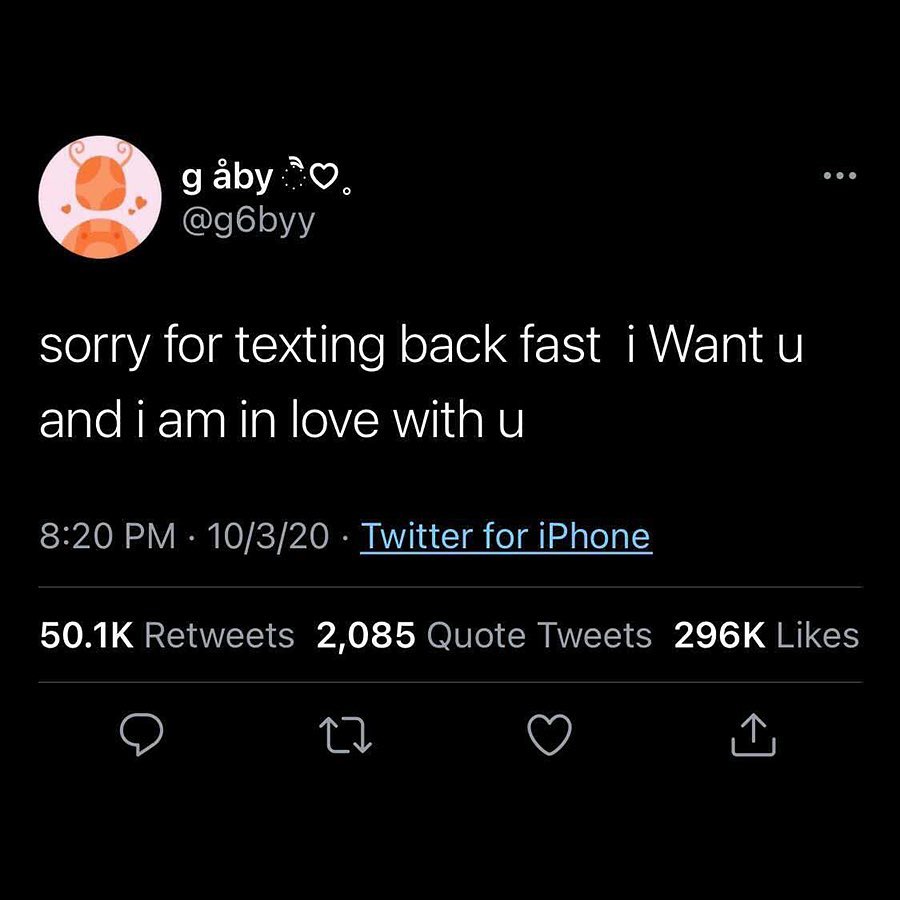 g åby ♡。
@g6byy
sorry for texting back fast  i Want u
and i am in love with u
8:20 PM · 10/3/20 · Twitter for iPhone
50.1K Retweets 2,085 Quote Tweets 296K Likes